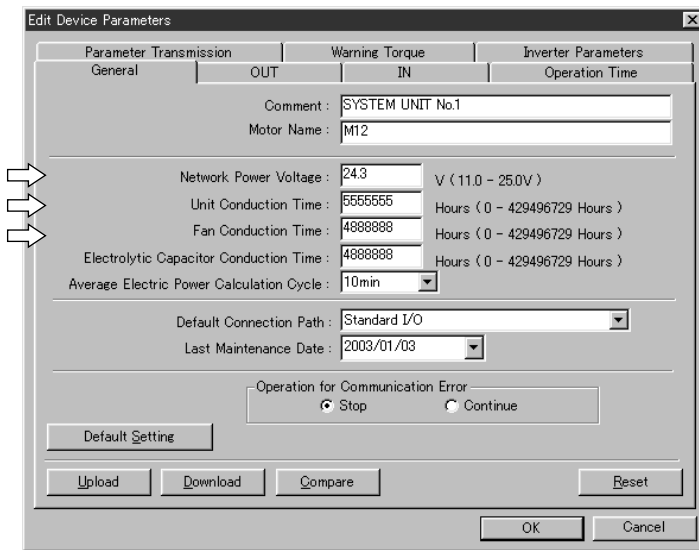 Edit Device Parameters
Parameter Transmission Warning Torque Inverter Parameters
General OUT IN Operation Time
Comment : SYSTEM UNIT No.1
Motor Name : M12
Network Power Voltage : 24.3 V ( 11.0 - 25.0V )
Unit Conduction Time : 5555555 Hours ( 0 - 429496729 Hours )
Fan Conduction Time : 4888888 Hours ( 0 - 429496729 Hours )
Electrolytic Capacitor Conduction Time : 4888888 Hours ( 0 - 429496729 Hours )
Average Electric Power Calculation Cycle : 10min
Default Connection Path : Standard I/O
Last Maintenance Date : 2003/01/03
Operation for Communication Error
Stop Continue
Default Setting
Upload Download Compare Reset
OK Cancel